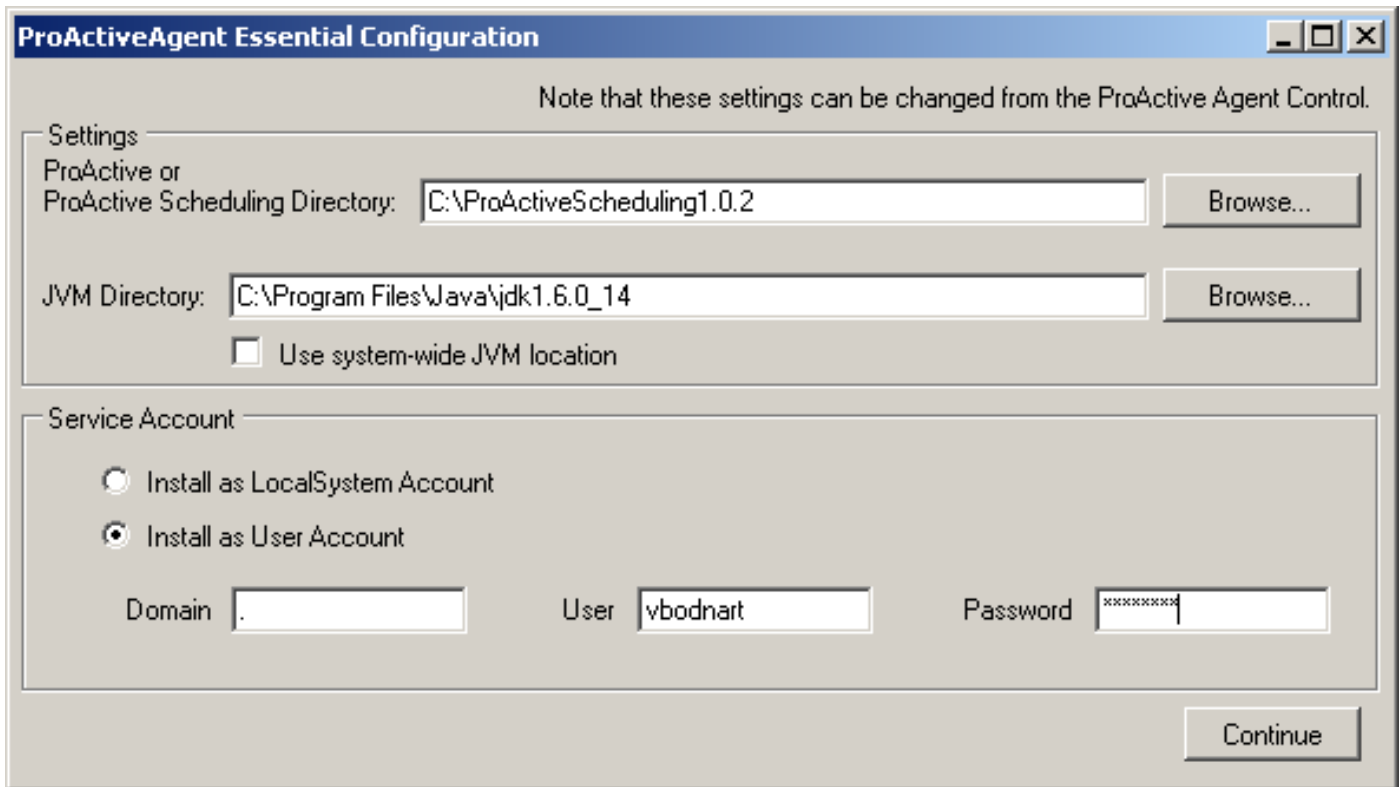 ProActiveAgent Essential Configuration
Note that these settings can be changed from the ProActive Agent Control.
Settings
ProActive or
ProActive Scheduling Directory: C:\ProActiveScheduling1.0.2 Browse...
JVM Directory: C:\Program Files\Java\jdk1.6.0_14 Browse...
Use system-wide JVM location
Service Account
Install as LocalSystem Account
Install as User Account
Domain . User vbodnart Password ********
Continue